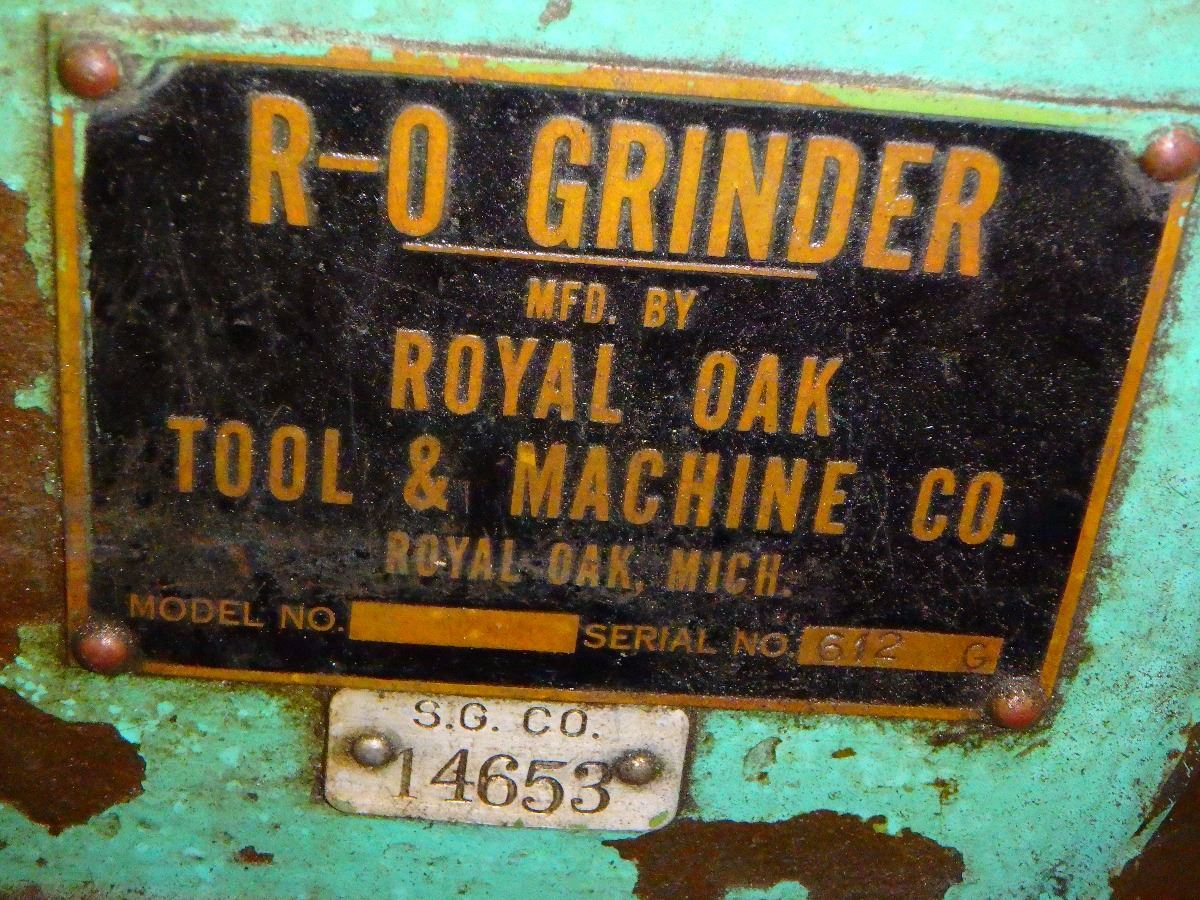 R-O GRINDER
MFD. BY
ROYAL OAK
TOOL & MACHINE CO.
ROYAL OAK, MICH.
MODEL NO. SERIAL NO. 612 G
S.G. CO.
14653